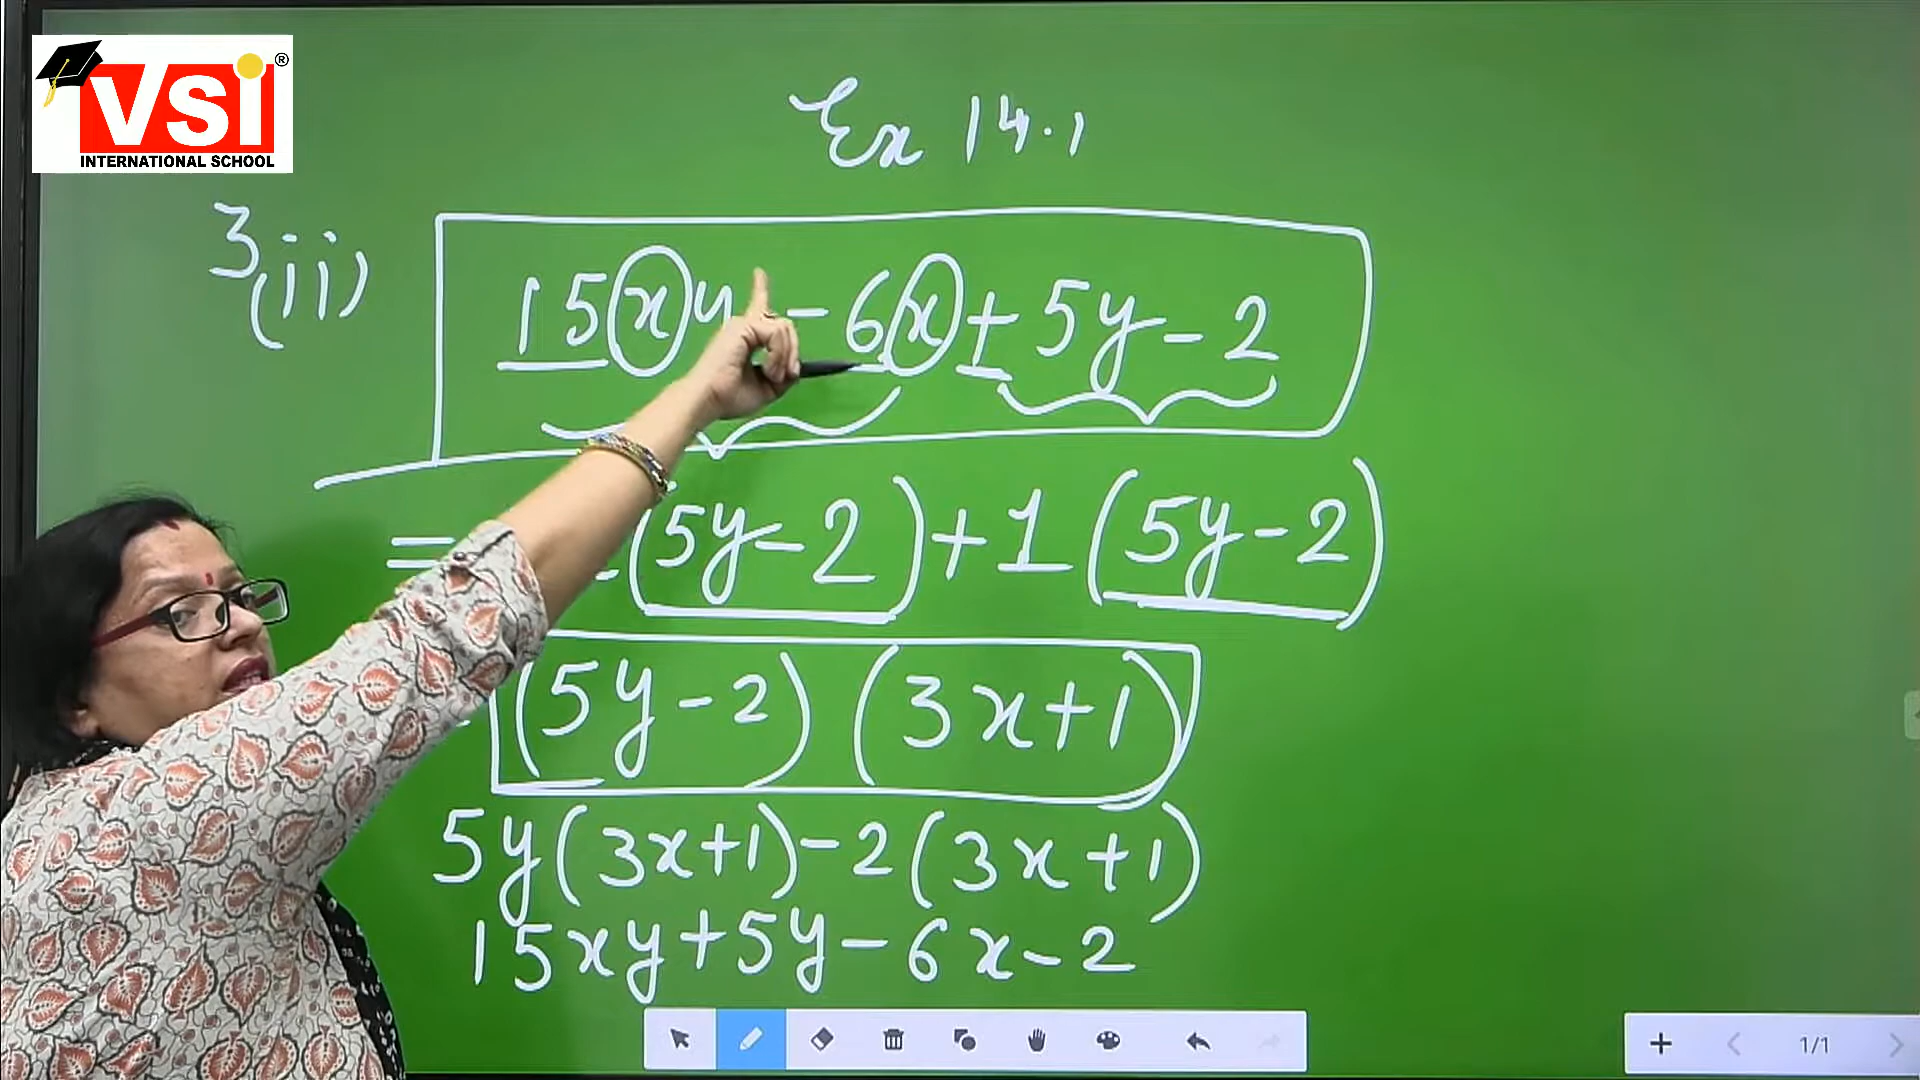 VSI ®
INTERNATIONAL SCHOOL
Ex 14.1
3(ii)
15xy - 6x + 5y - 2
= (5y - 2) + 1 (5y - 2)
(5y - 2) (3x + 1)
5y (3x + 1) - 2 (3x + 1)
15xy + 5y - 6x - 2
1/1